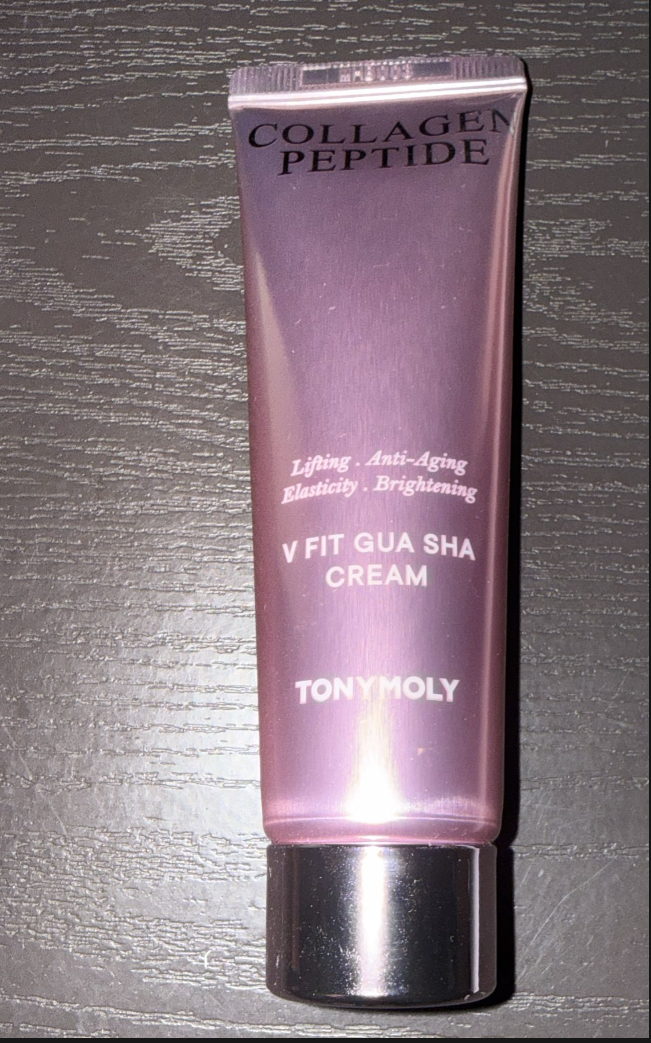 COLLAGEN
PEPTIDE
Lifting . Anti-Aging
Elasticity . Brightening
V FIT GUA SHA
CREAM
TONYMOLY